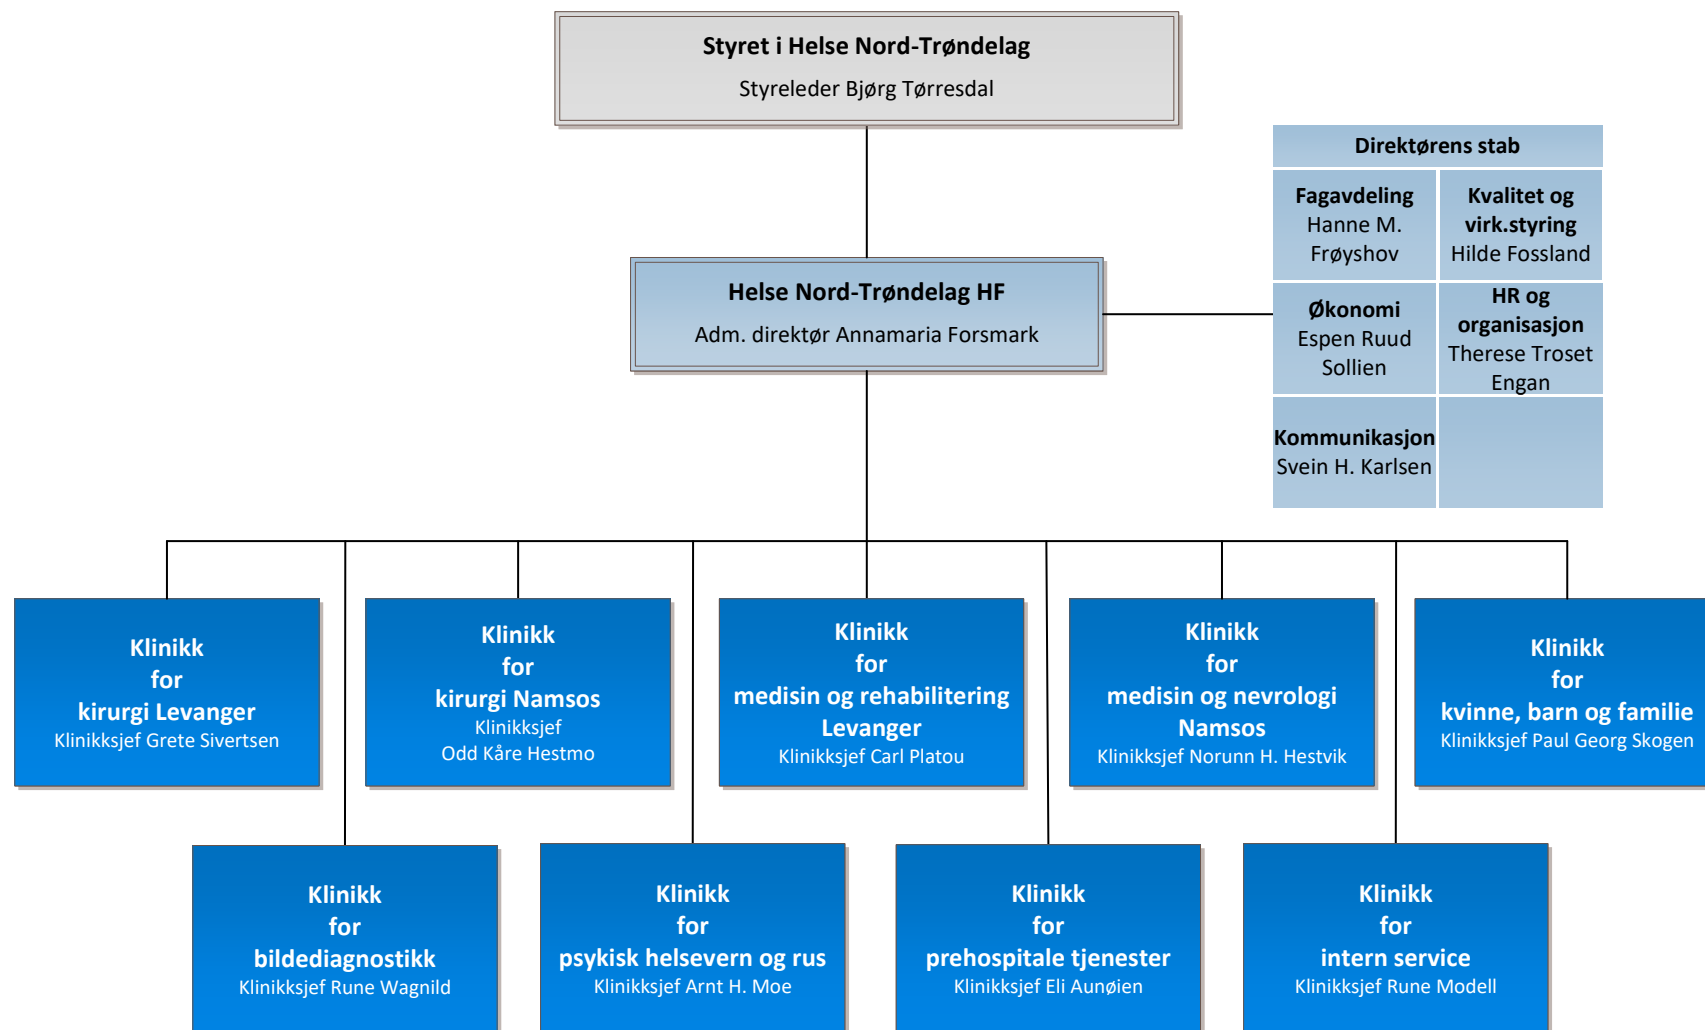 Styret i Helse Nord-Trøndelag
Styreleder Bjørg Tørresdal
Direktørens stab
Fagavdeling
Hanne M.
Frøyshov
Kvalitet og
virk.styring
Hilde Fossland
Økonomi
Espen Ruud
Sollien
HR og
organisasjon
Therese Troset
Engan
Kommunikasjon
Svein H. Karlsen
Helse Nord-Trøndelag HF
Adm. direktør Annamaria Forsmark
Klinikk
for
kirurgi Levanger
Klinikksjef Grete Sivertsen
Klinikk
for
kirurgi Namsos
Klinikksjef
Odd Kåre Hestmo
Klinikk
for
medisin og rehabilitering
Levanger
Klinikksjef Carl Platou
Klinikk
for
medisin og nevrologi
Namsos
Klinikksjef Norunn H. Hestvik
Klinikk
for
kvinne, barn og familie
Klinikksjef Paul Georg Skogen
Klinikk
for
bildediagnostikk
Klinikksjef Rune Wagnild
Klinikk
for
psykisk helsevern og rus
Klinikksjef Arnt H. Moe
Klinikk
for
prehospitale tjenester
Klinikksjef Eli Aunøien
Klinikk
for
intern service
Klinikksjef Rune Modell